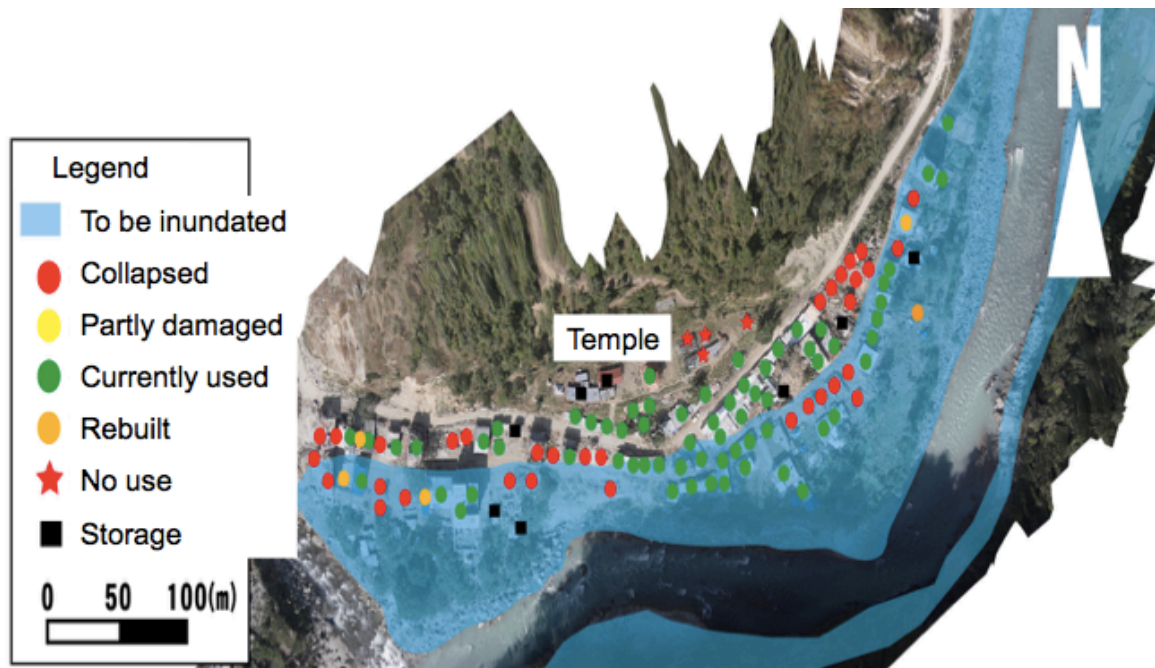 N
Legend
To be inundated
Collapsed
Partly damaged
Currently used
Rebuilt
No use
Storage
0 50 100(m)
Temple